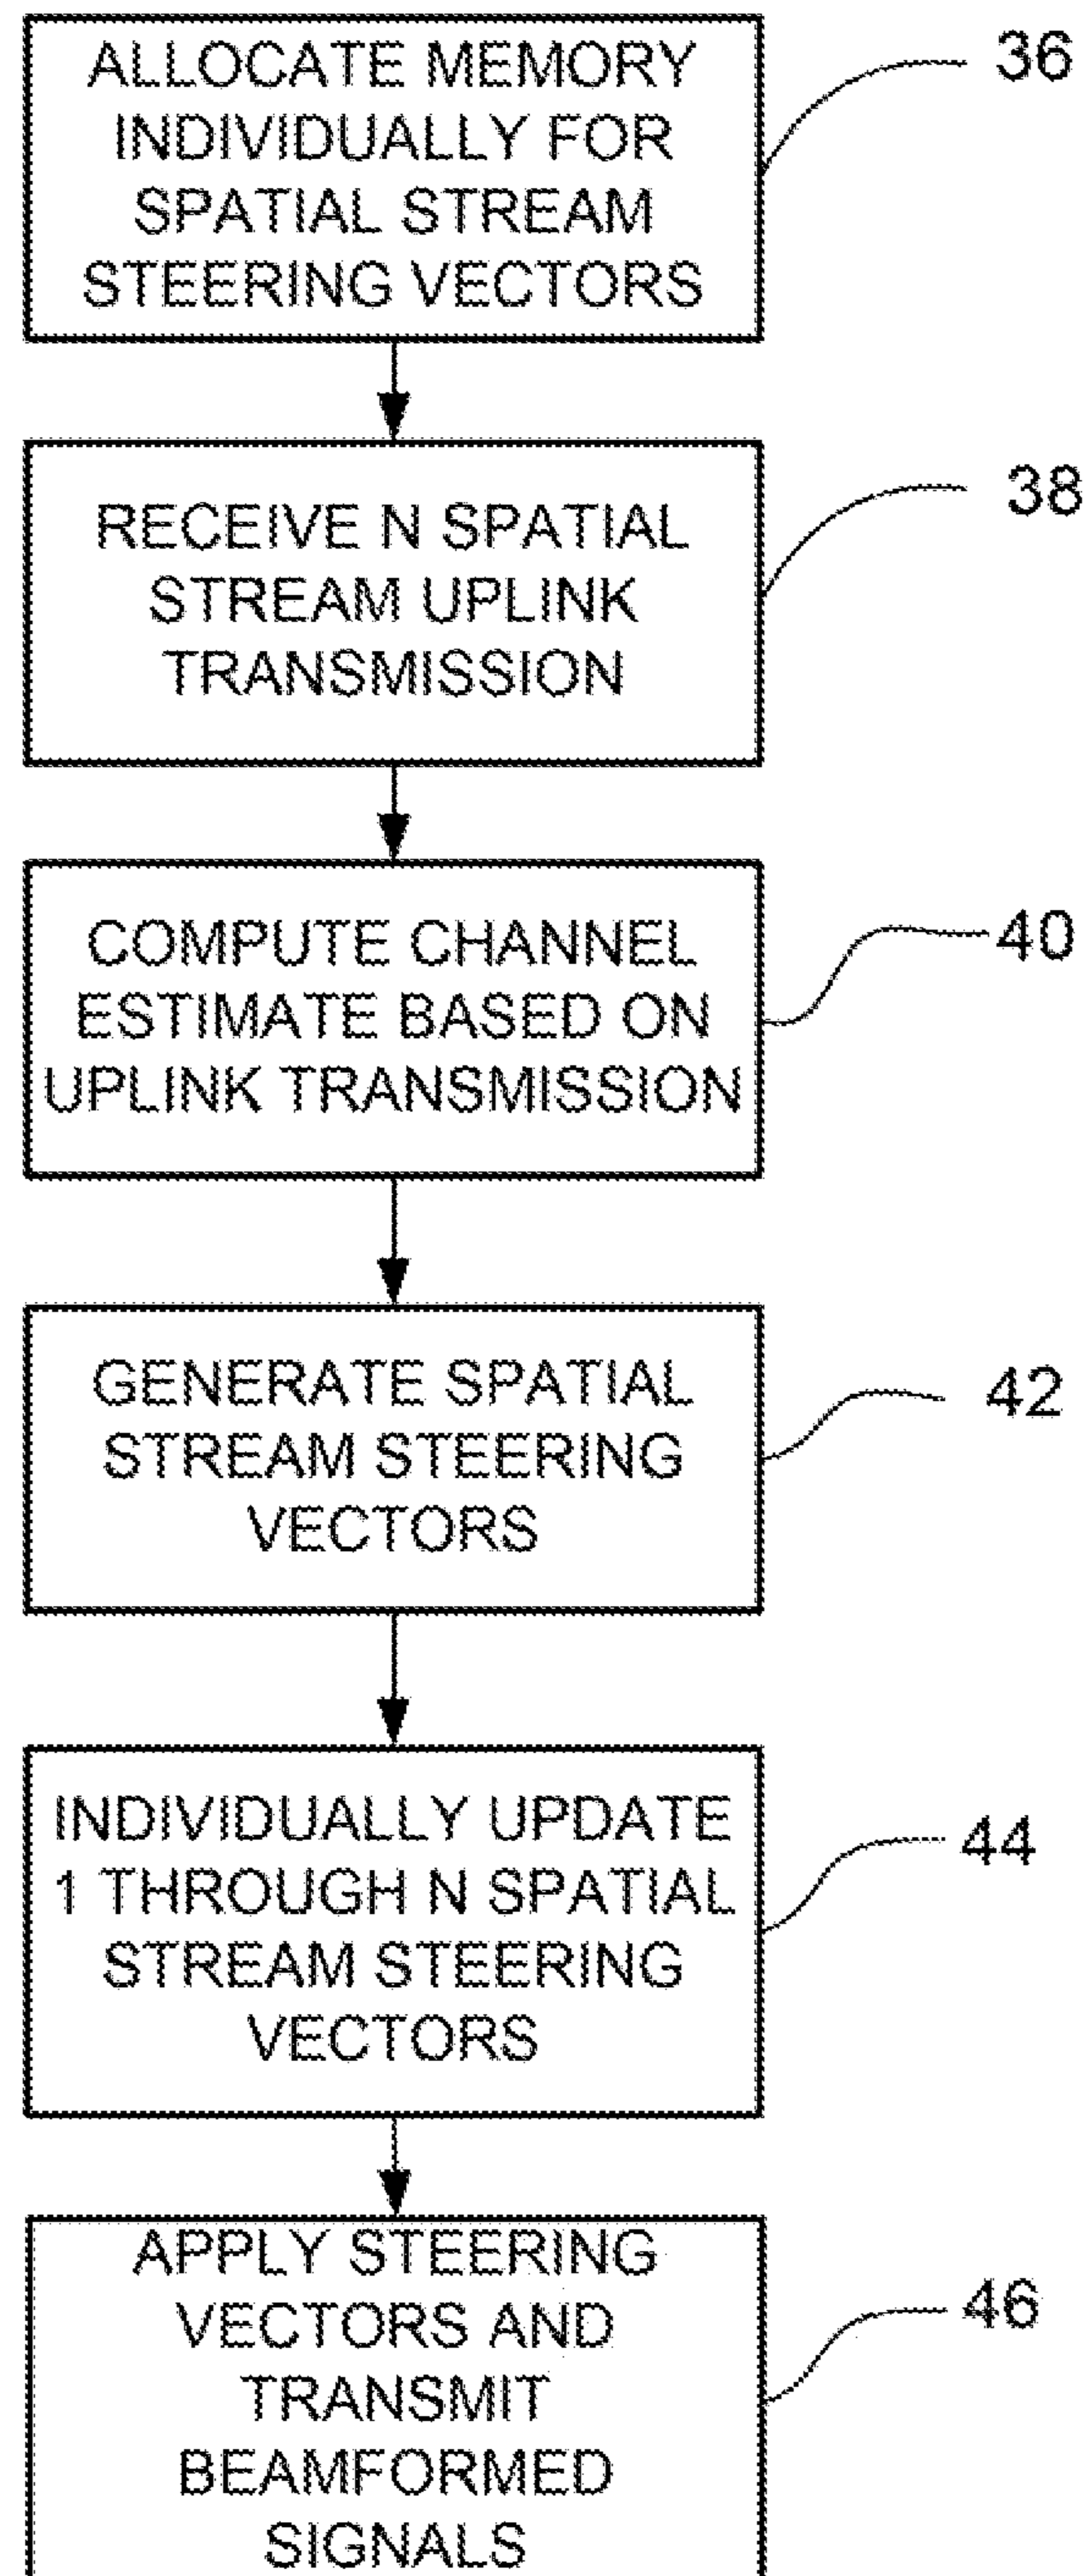 ALLOCATE MEMORY
INDIVIDUALLY FOR
SPATIAL STREAM
STEERING VECTORS
36
RECEIVE N SPATIAL
STREAM UPLINK
TRANSMISSION
38
COMPUTE CHANNEL
ESTIMATE BASED ON
UPLINK TRANSMISSION
40
GENERATE SPATIAL
STREAM STEERING
VECTORS
42
INDIVIDUALLY UPDATE
1 THROUGH N SPATIAL
STREAM STEERING
VECTORS
44
APPLY STEERING
VECTORS AND
TRANSMIT
BEAMFORMED
SIGNALS
46